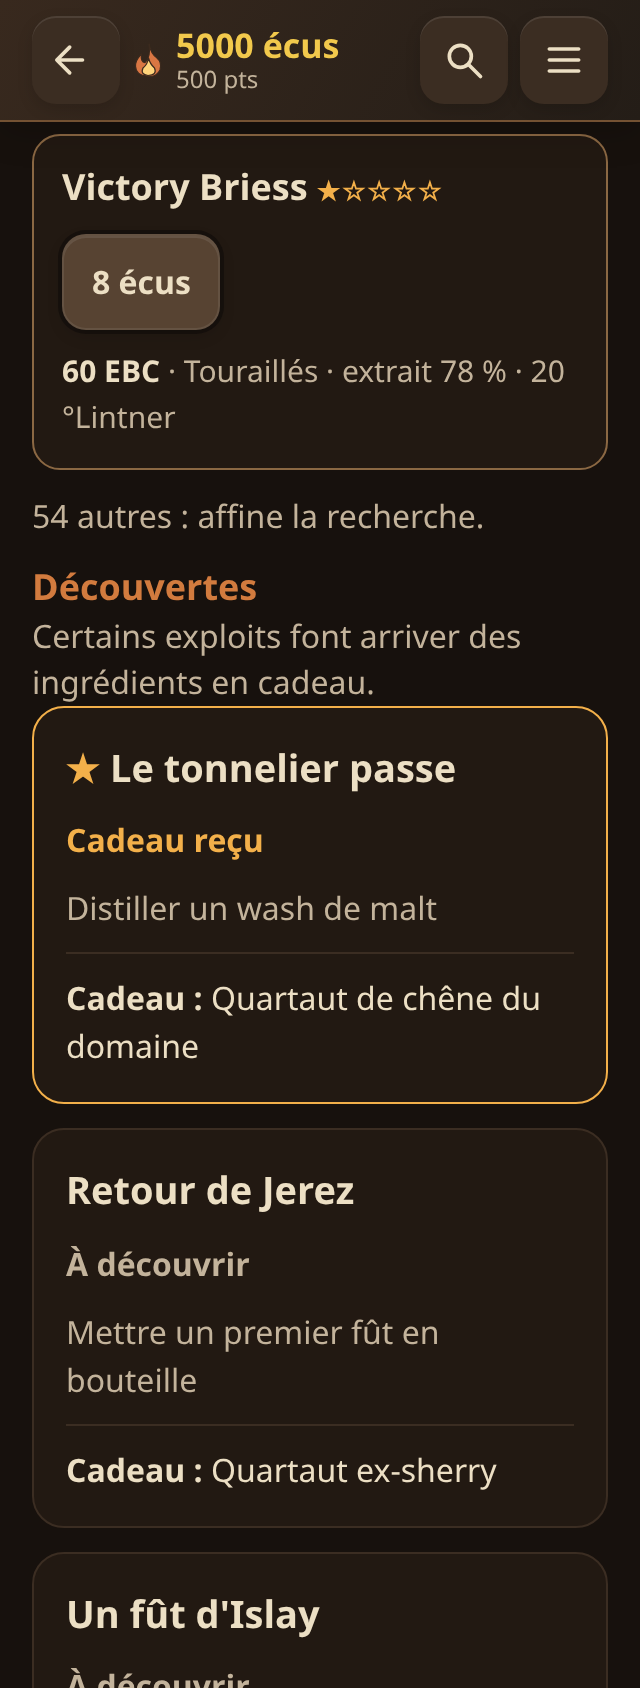 5000 écus
500 pts
Victory Briess ★☆☆☆☆
8 écus
60 EBC · Touraillés · extrait 78 % · 20
°Lintner
54 autres : affine la recherche.
Découvertes
Certains exploits font arriver des
ingrédients en cadeau.
★ Le tonnelier passe
Cadeau reçu
Distiller un wash de malt
Cadeau : Quartaut de chêne du
domaine
Retour de Jerez
À découvrir
Mettre un premier fût en
bouteille
Cadeau : Quartaut ex-sherry
Un fût d'Islay
À découvrir